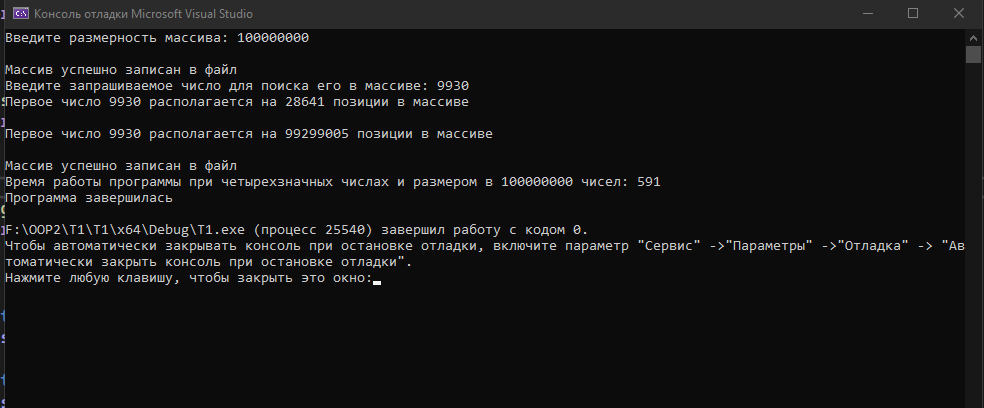 Консоль отладки Microsoft Visual Studio
Введите размерность массива: 100000000
Массив успешно записан в файл
Введите запрашиваемое число для поиска его в массиве: 9930
Первое число 9930 располагается на 28641 позиции в массиве
Первое число 9930 располагается на 99299005 позиции в массиве
Массив успешно записан в файл
Время работы программы при четырехзначных числах и размером в 100000000 чисел: 591
Программа завершилась
F:\OOP2\T1\T1\x64\Debug\T1.exe (процесс 25540) завершил работу с кодом 0.
Чтобы автоматически закрывать консоль при остановке отладки, включите параметр "Сервис" ->"Параметры" ->"Отладка" -> "Ав
томатически закрыть консоль при остановке отладки".
Нажмите любую клавишу, чтобы закрыть это окно: